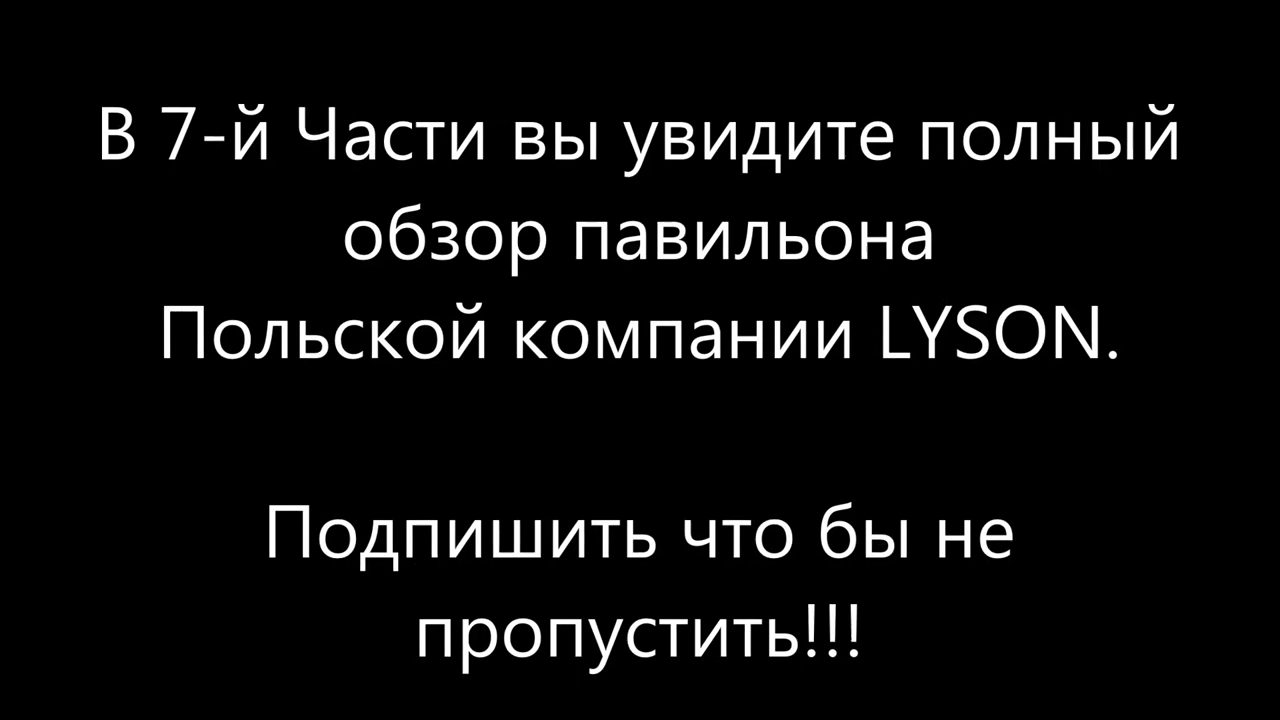 В 7-й Части вы увидите полный
обзор павильона
Польской компании LYSON.
Подпишить что бы не
пропустить!!!